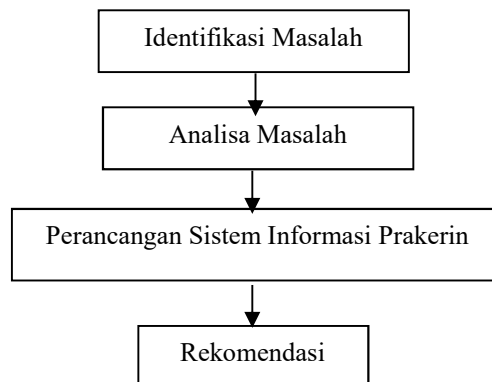 Identifikasi Masalah
Analisa Masalah
Perancangan Sistem Informasi Prakerin
Rekomendasi